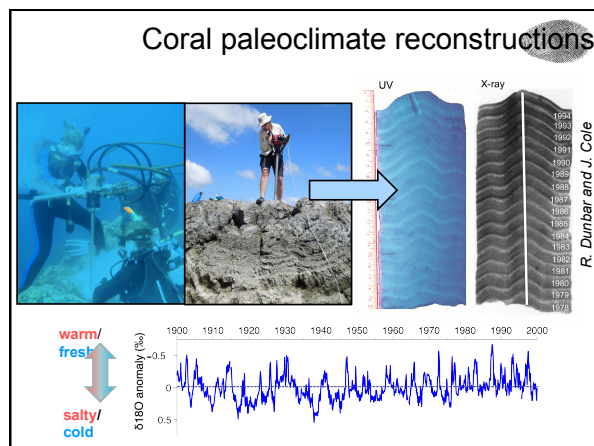 Coral paleoclimate reconstructions
UV
X-ray
1994
1993
1992
1991
1990
1989
1988
1987
1986
1985
1984
1983
1982
1981
1980
1979
1978
R. Dunbar and J. Cole
1900 1910 1920 1930 1940 1950 1960 1972 1980 1990 2000
warm/
fresh
salty/
cold
δ18O anomaly (‰)
-0.5
0
0.5